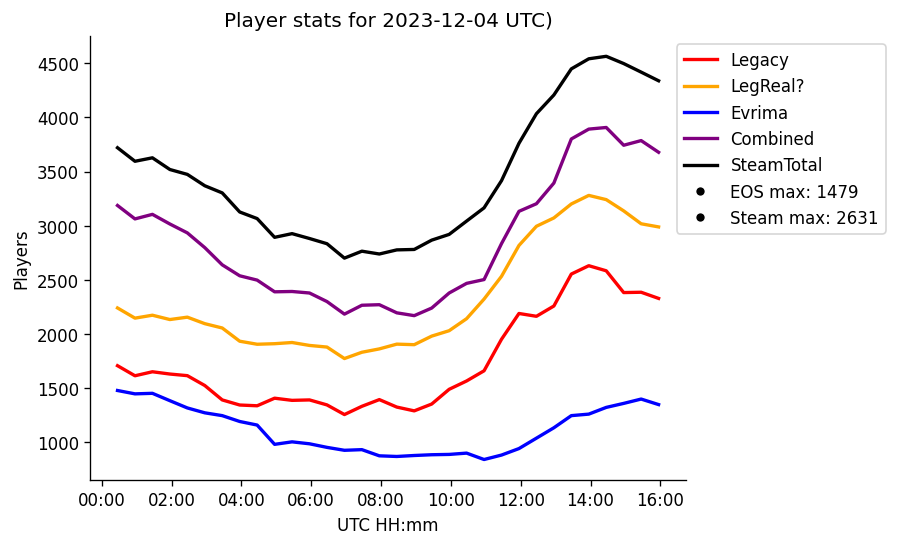 Player stats for 2023-12-04 UTC)
Players
4500
4000
3500
3000
2500
2000
1500
1000
00:00 02:00 04:00 06:00 08:00 10:00 12:00 14:00 16:00
UTC HH:mm
Legacy
LegReal?
Evrima
Combined
SteamTotal
EOS max: 1479
Steam max: 2631